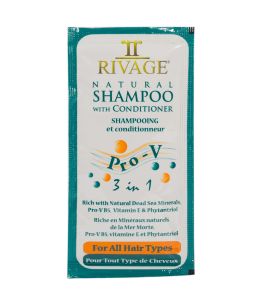 RIVAGE
NATURAL
SHAMPOO
WITH CONDITIONER
SHAMPOOING
et conditionneur
Pro-V
3 in 1
Rich with Natural Dead Sea Minerals,
Pro-V B5, Vitamin E & Phytantriol
Riche en Minéraux naturels
de la Mer Morte
Pro-V B5, vitamine E et Phytantriol
For All Hair Types
Pour Tout Type de Cheveux